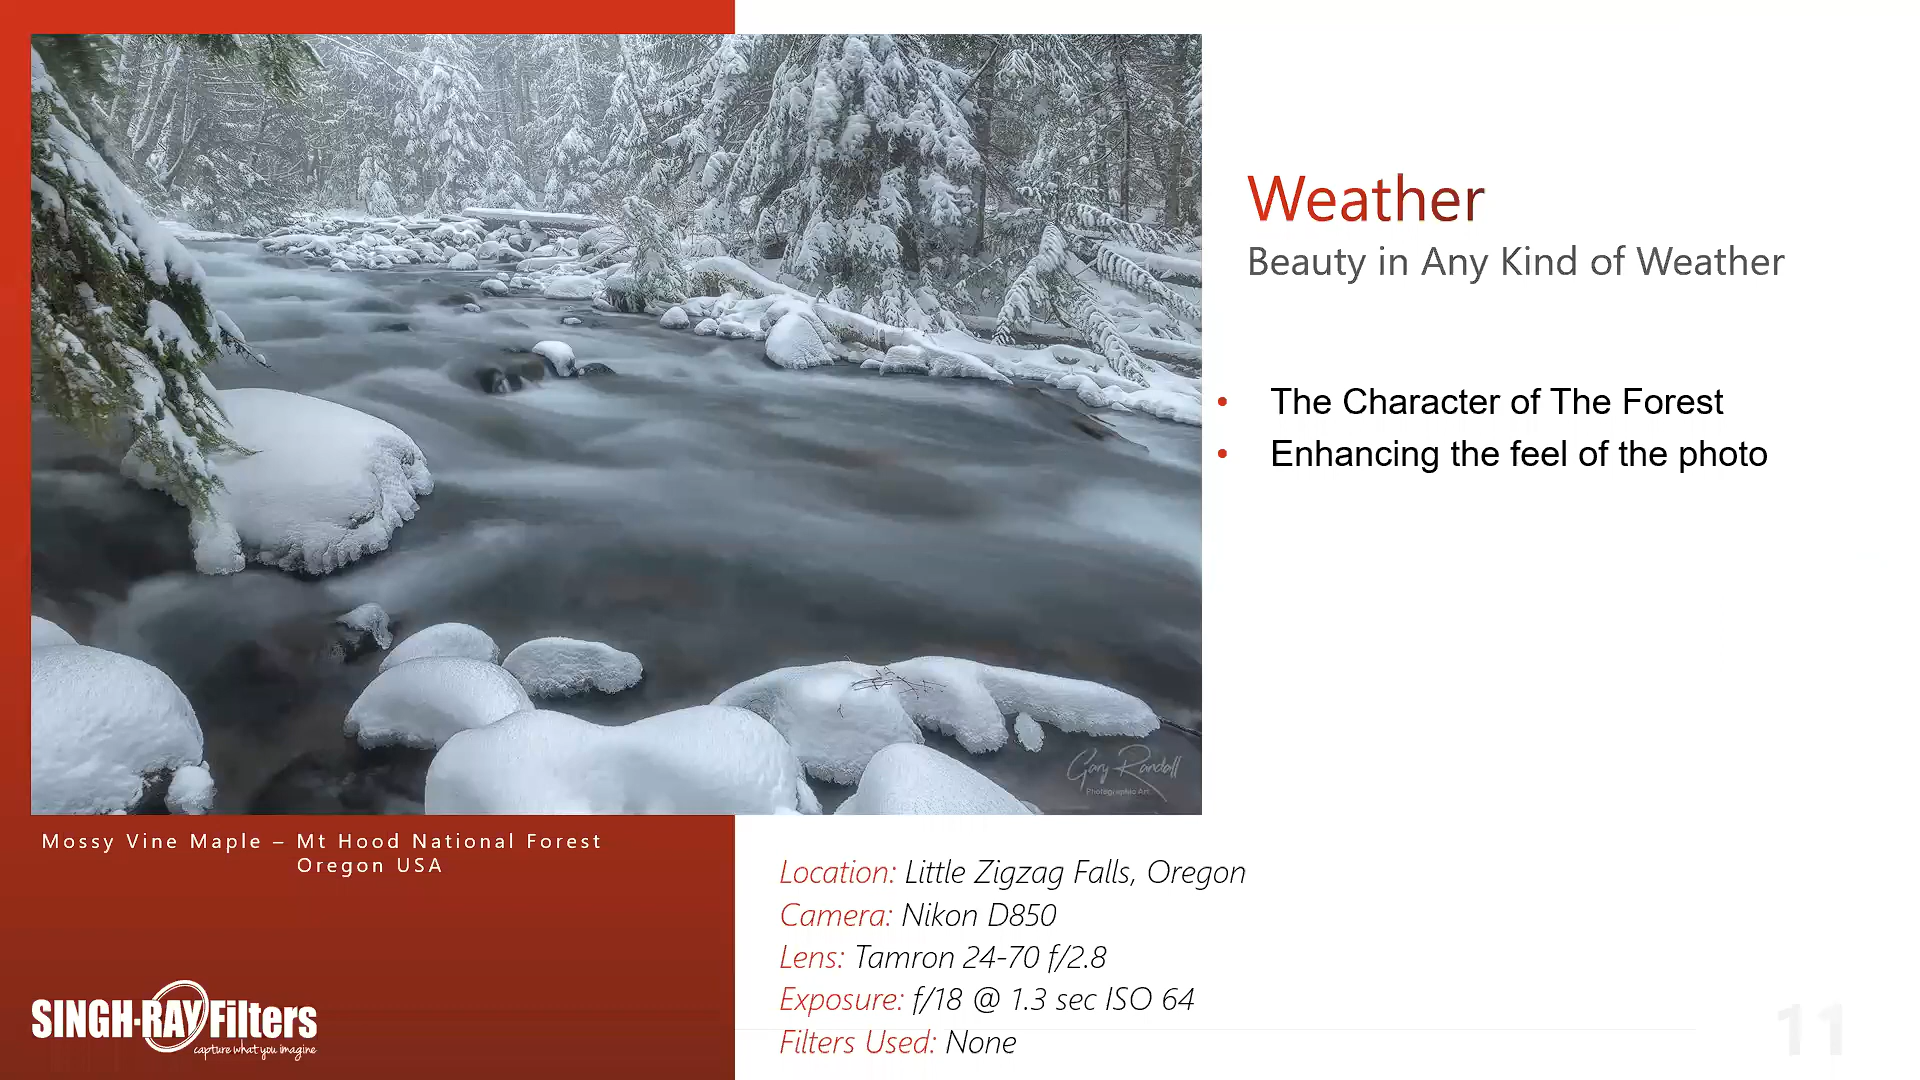 Weather
Beauty in Any Kind of Weather
• The Character of The Forest
• Enhancing the feel of the photo
Gary Randall
Photographic Art
Mossy Vine Maple – Mt Hood National Forest
Oregon USA
Location: Little Zigzag Falls, Oregon
Camera: Nikon D850
Lens: Tamron 24-70 f/2.8
Exposure: f/18 @ 1.3 sec ISO 64
Filters Used: None
SINGH-RAY Filters
capture what you imagine
11